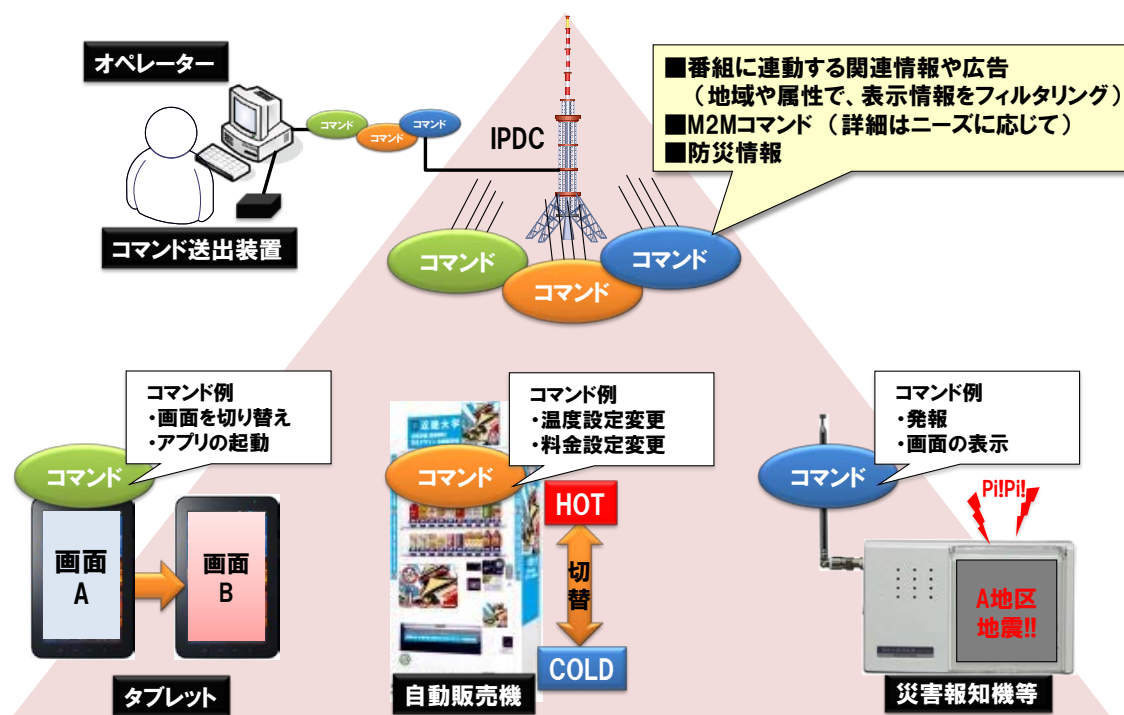 オペレーター
コマンド
コマンド
コマンド
コマンド送出装置
IPDC
■番組に連動する関連情報や広告
（地域や属性で、表示情報をフィルタリング）
■M2Mコマンド （詳細はニーズに応じて）
■防災情報
コマンド
コマンド
コマンド
コマンド例
・画面を切り替え
・アプリの起動
コマンド
画面
A
画面
B
タブレット
コマンド例
・温度設定変更
・料金設定変更
近畿大学
コマンド
HOT
切替
COLD
自動販売機
コマンド例
・発報
・画面の表示
コマンド
Pi!Pi!
A地区
地震!!
災害報知機等